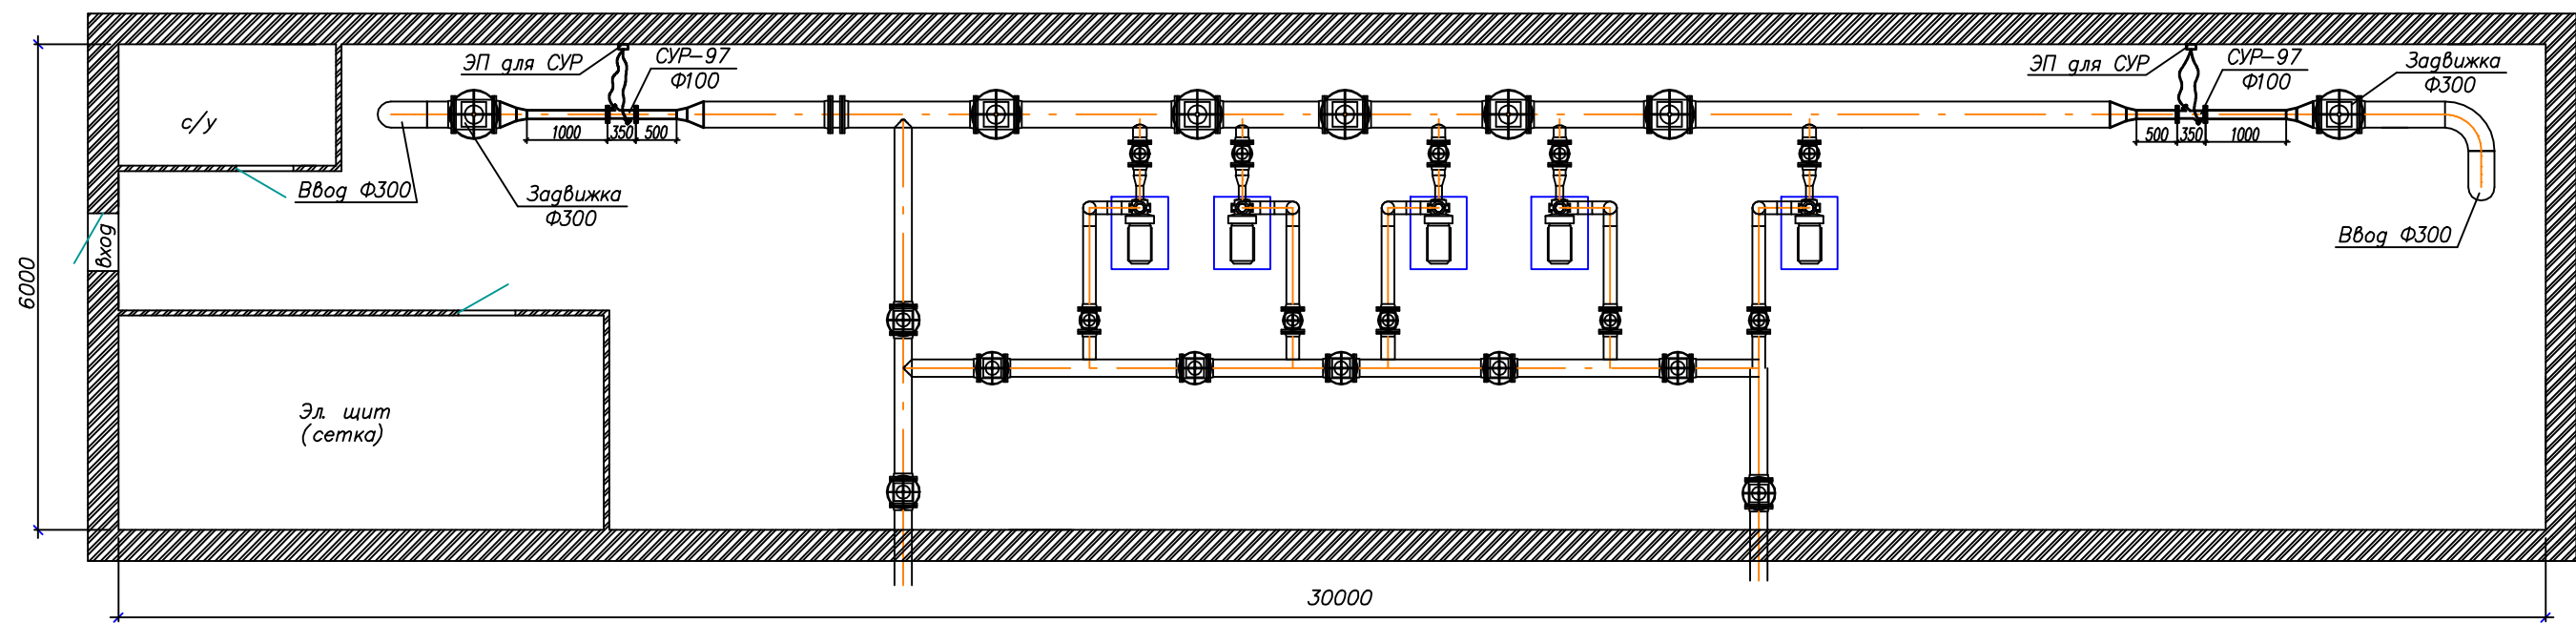 ЭП для СУР
СУР-97
Ф100
ЭП для СУР
СУР-97
Ф100
Задвижка
Ф300
с/у
1000
350
500
500
350
1000
Ввод Ф300
Задвижка
Ф300
Ввод Ф300
вход
6000
Эл. щит
(сетка)
30000